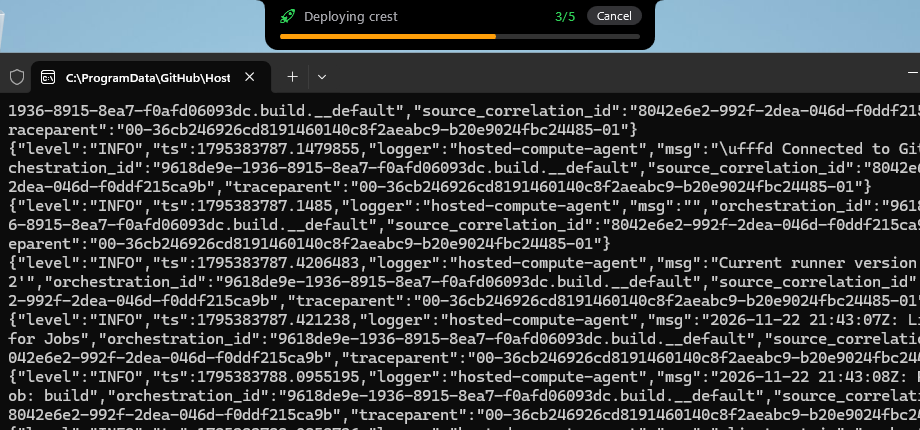 Deploying crest 3/5 Cancel
C:\ProgramData\GitHub\Host
1936-8915-8ea7-f0afd06093dc.build.__default","source_correlation_id":"8042e6e2-992f-2dea-046d-f0ddf215
raceparent":"00-36cb246926cd8191460140c8f2aeabc9-b20e9024fbc24485-01"}
{"level":"INFO","ts":1795383787.1479855,"logger":"hosted-compute-agent","msg":"\ufffd Connected to Git
chestration_id":"9618de9e-1936-8915-8ea7-f0afd06093dc.build.__default","source_correlation_id":"8042e
2dea-046d-f0ddf215ca9b","traceparent":"00-36cb246926cd8191460140c8f2aeabc9-b20e9024fbc24485-01"}
{"level":"INFO","ts":1795383787.1485,"logger":"hosted-compute-agent","msg":"","orchestration_id":"9618
6-8915-8ea7-f0afd06093dc.build.__default","source_correlation_id":"8042e6e2-992f-2dea-046d-f0ddf215ca9
eparent":"00-36cb246926cd8191460140c8f2aeabc9-b20e9024fbc24485-01"}
{"level":"INFO","ts":1795383787.4206483,"logger":"hosted-compute-agent","msg":"Current runner version
2'","orchestration_id":"9618de9e-1936-8915-8ea7-f0afd06093dc.build.__default","source_correlation_id"
2-992f-2dea-046d-f0ddf215ca9b","traceparent":"00-36cb246926cd8191460140c8f2aeabc9-b20e9024fbc24485-01"
{"level":"INFO","ts":1795383787.421238,"logger":"hosted-compute-agent","msg":"2026-11-22 21:43:07Z: Li
for Jobs","orchestration_id":"9618de9e-1936-8915-8ea7-f0afd06093dc.build.__default","source_correlatio
042e6e2-992f-2dea-046d-f0ddf215ca9b","traceparent":"00-36cb246926cd8191460140c8f2aeabc9-b20e9024fbc244
{"level":"INFO","ts":1795383788.0955195,"logger":"hosted-compute-agent","msg":"2026-11-22 21:43:08Z:
ob: build","orchestration_id":"9618de9e-1936-8915-8ea7-f0afd06093dc.build.__default","source_correlat
8042e6e2-992f-2dea-046d-f0ddf215ca9b","traceparent":"00-36cb246926cd8191460140c8f2aeabc9-b20e9024fbc2